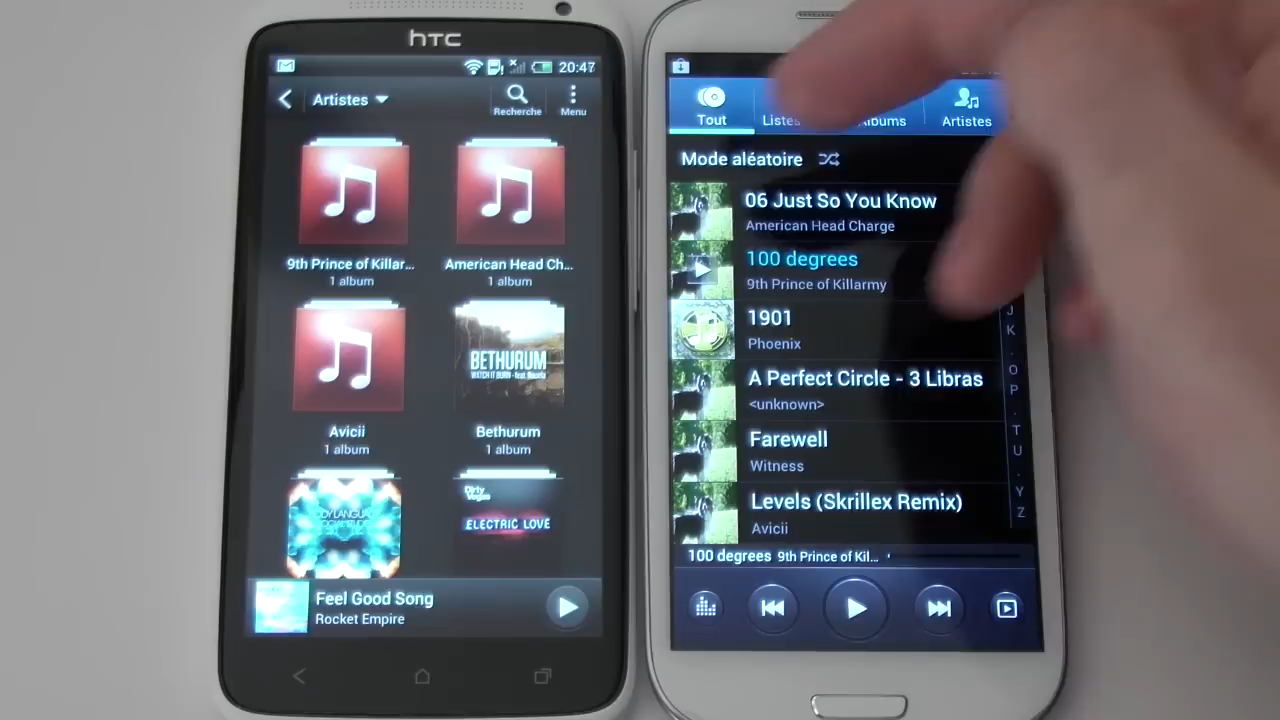 htc
20:47
Artistes
Recherche
Menu
9th Prince of Killar...
1 album
American Head Ch...
1 album
Avicii
1 album
BETHURUM
Bethurum
1 album
Dirty
Vegas
ELECTRIC LOVE
Feel Good Song
Rocket Empire
Tout
Listes
Albums
Artistes
Mode aléatoire
06 Just So You Know
American Head Charge
100 degrees
9th Prince of Killarmy
1901
Phoenix
A Perfect Circle - 3 Libras
<unknown>
Farewell
Witness
Levels (Skrillex Remix)
Avicii
J
K
.
O
P
.
T
U
.
Y
Z
100 degrees 9th Prince of Kil...